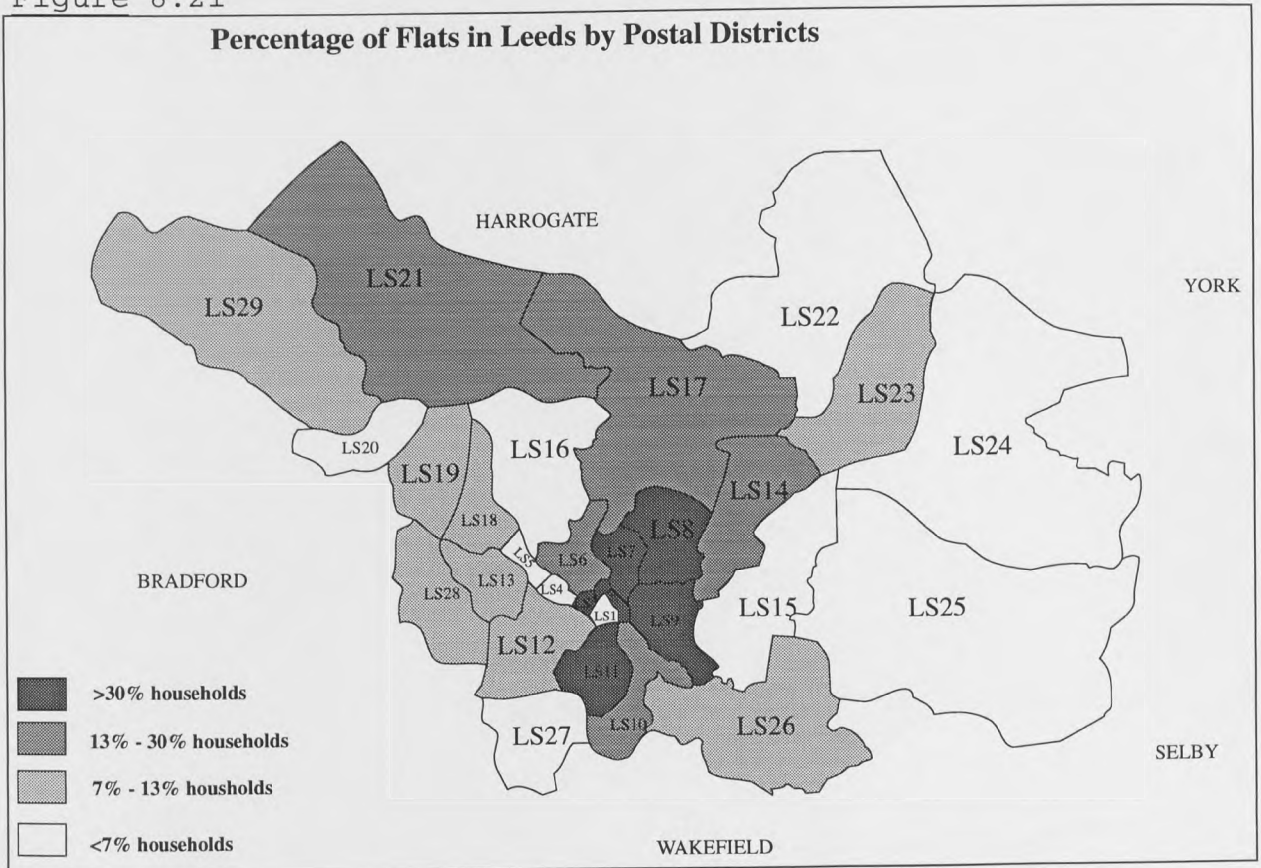 Figure 6.21
Percentage of Flats in Leeds by Postal Districts
HARROGATE
YORK
LS21
LS29
LS22
LS17
LS23
LS20
LS16
LS24
LS19
LS14
LS18
LS8
LS5
LS6
LS7
BRADFORD
LS13
LS28
LS4
LS15
LS25
LS1
LS9
LS12
LS11
>30% households
LS10
LS26
LS27
13% - 30% households
SELBY
7% - 13% housholds
<7% households
WAKEFIELD